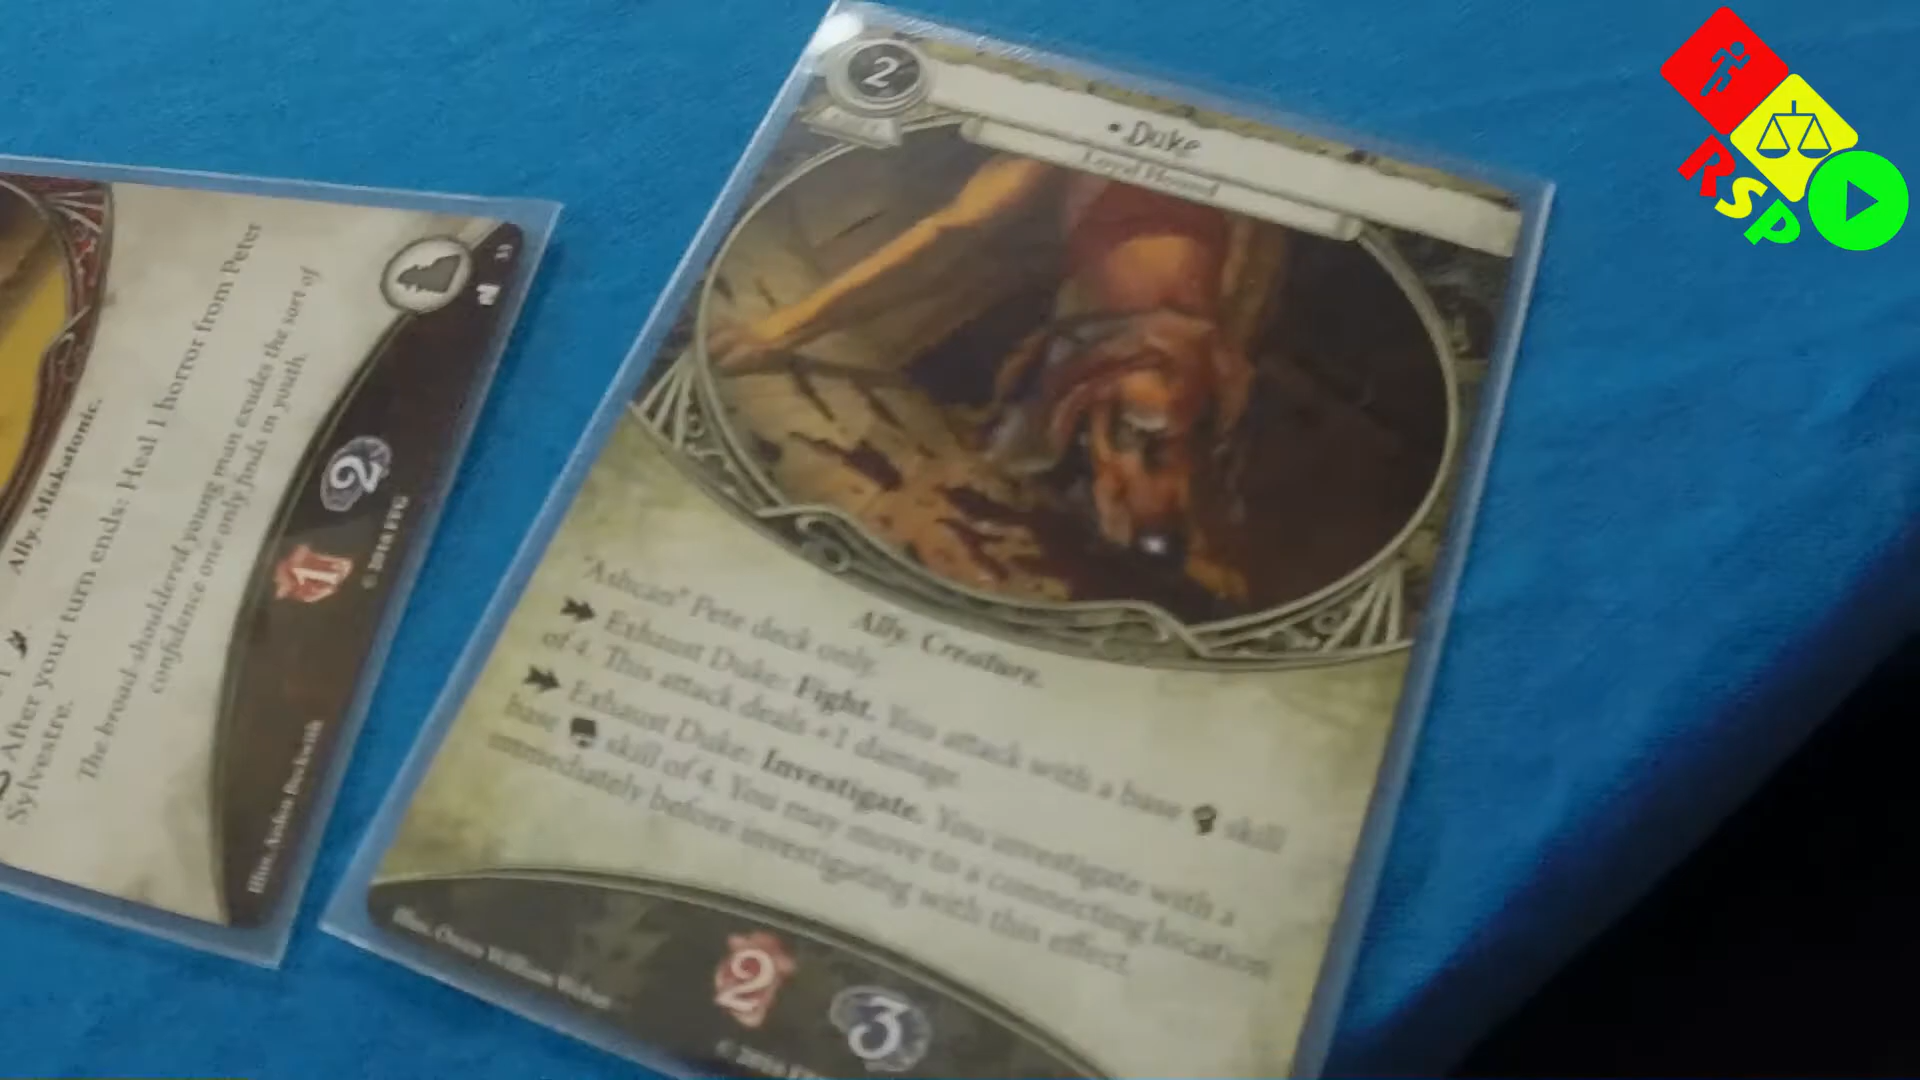 2
Duke
Loyal Hound
Ally. Creature.
"Ashcan" Pete deck only.
Exhaust Duke: Fight. You attack with a base skill
of 4. This attack deals +1 damage.
Exhaust Duke: Investigate. You investigate with a
base skill of 4. You may move to a connecting location
immediately before investigating with this effect.
2
3
Ally. Miskatonic.
After your turn ends: Heal 1 horror from Peter
Sylvestre.
The broad-shouldered young man exudes the sort of
confidence one only finds in youth.
1
2
33
RSP